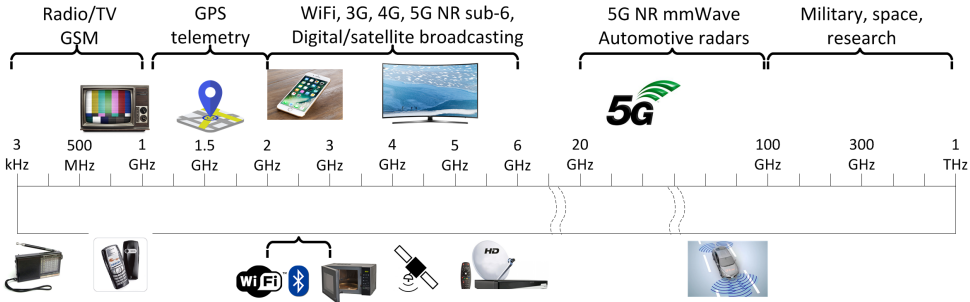 Radio/TV
GSM
GPS
telemetry
WiFi, 3G, 4G, 5G NR sub-6,
Digital/satellite broadcasting
5G NR mmWave
Automotive radars
Military, space,
research
5G
3
kHz
500
MHz
1
GHz
1.5
GHz
2
GHz
3
GHz
4
GHz
5
GHz
6
GHz
20
GHz
100
GHz
300
GHz
1
THz
WiFi
HD